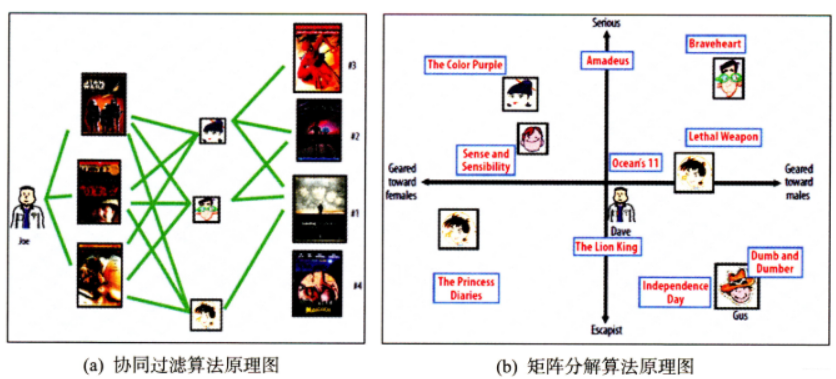 Joe
#3
#2
#1
#4
(a) 协同过滤算法原理图
Serious
Braveheart
The Color Purple
Amadeus
Lethal Weapon
Sense and
Sensibility
Ocean's 11
Geared
toward
females
Geared
toward
males
Dave
The Lion King
Dumb and
Dumber
The Princess
Diaries
Independence
Day
Gus
Escapist
(b) 矩阵分解算法原理图